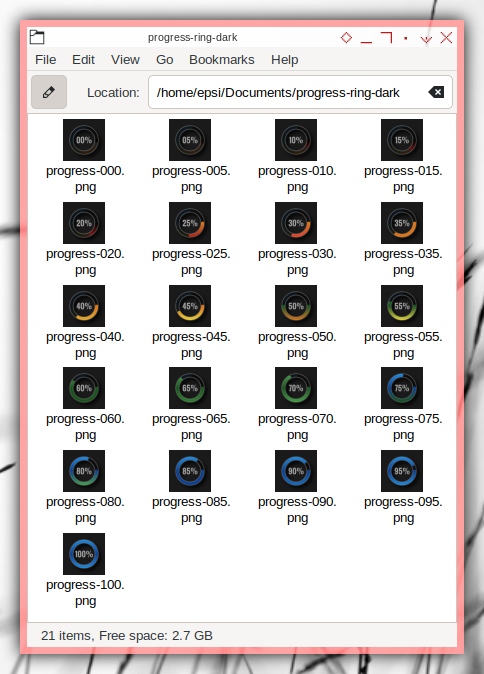 progress-ring-dark
File Edit View Go Bookmarks Help
Location: /home/epsi/Documents/progress-ring-dark
00% 05% 10% 15%
progress-000. progress-005. progress-010. progress-015.
png png png png
20% 25% 30% 35%
progress-020. progress-025. progress-030. progress-035.
png png png png
40% 45% 50% 55%
progress-040. progress-045. progress-050. progress-055.
png png png png
60% 65% 70% 75%
progress-060. progress-065. progress-070. progress-075.
png png png png
80% 85% 90% 95%
progress-080. progress-085. progress-090. progress-095.
png png png png
100%
progress-100.
png
21 items, Free space: 2.7 GB